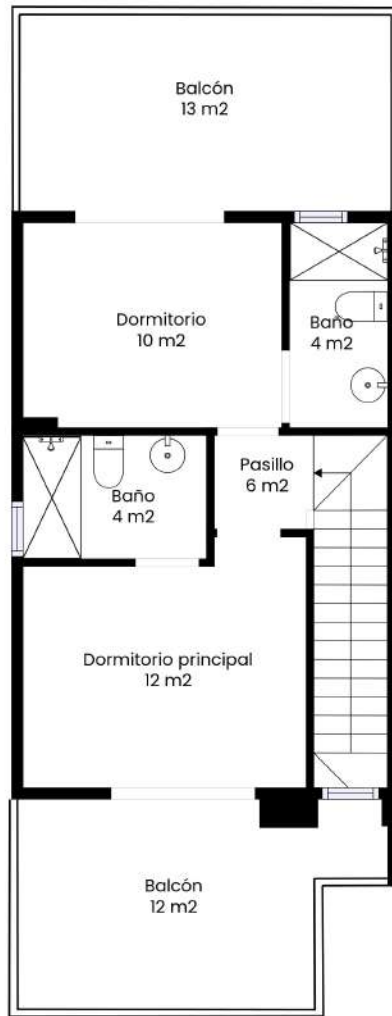 Balcón
13 m2
Dormitorio
10 m2
Baño
4 m2
Pasillo
6 m2
Baño
4 m2
Dormitorio principal
12 m2
Balcón
12 m2